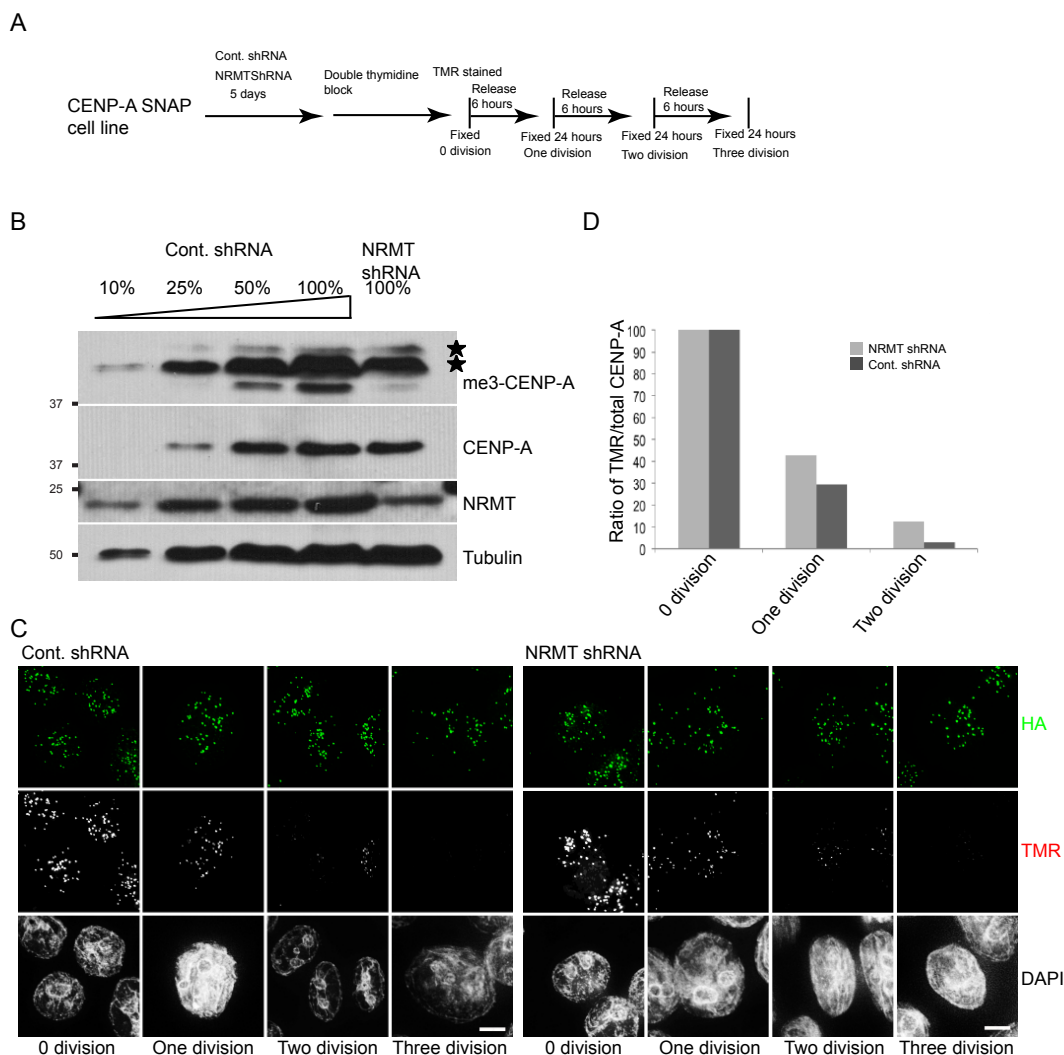 A
Cont. shRNA
NRMTShRNA
5 days
Double thymidine
block
TMR stained
Release
6 hours
Release
6 hours
Release
6 hours
CENP-A SNAP
cell line
Fixed
0 division
Fixed 24 hours
One division
Fixed 24 hours
Two division
Fixed 24 hours
Three division
B
Cont. shRNA
NRMT
shRNA
10% 25% 50% 100% 100%
me3-CENP-A
37
CENP-A
37
25
NRMT
50
Tubulin
D
Ratio of TMR/total CENP-A
100
90
80
70
60
50
40
30
20
10
0
NRMT shRNA
Cont. shRNA
0 division
One division
Two division
C
Cont. shRNA
NRMT shRNA
HA
TMR
DAPI
0 division One division Two division Three division
0 division One division Two division Three division